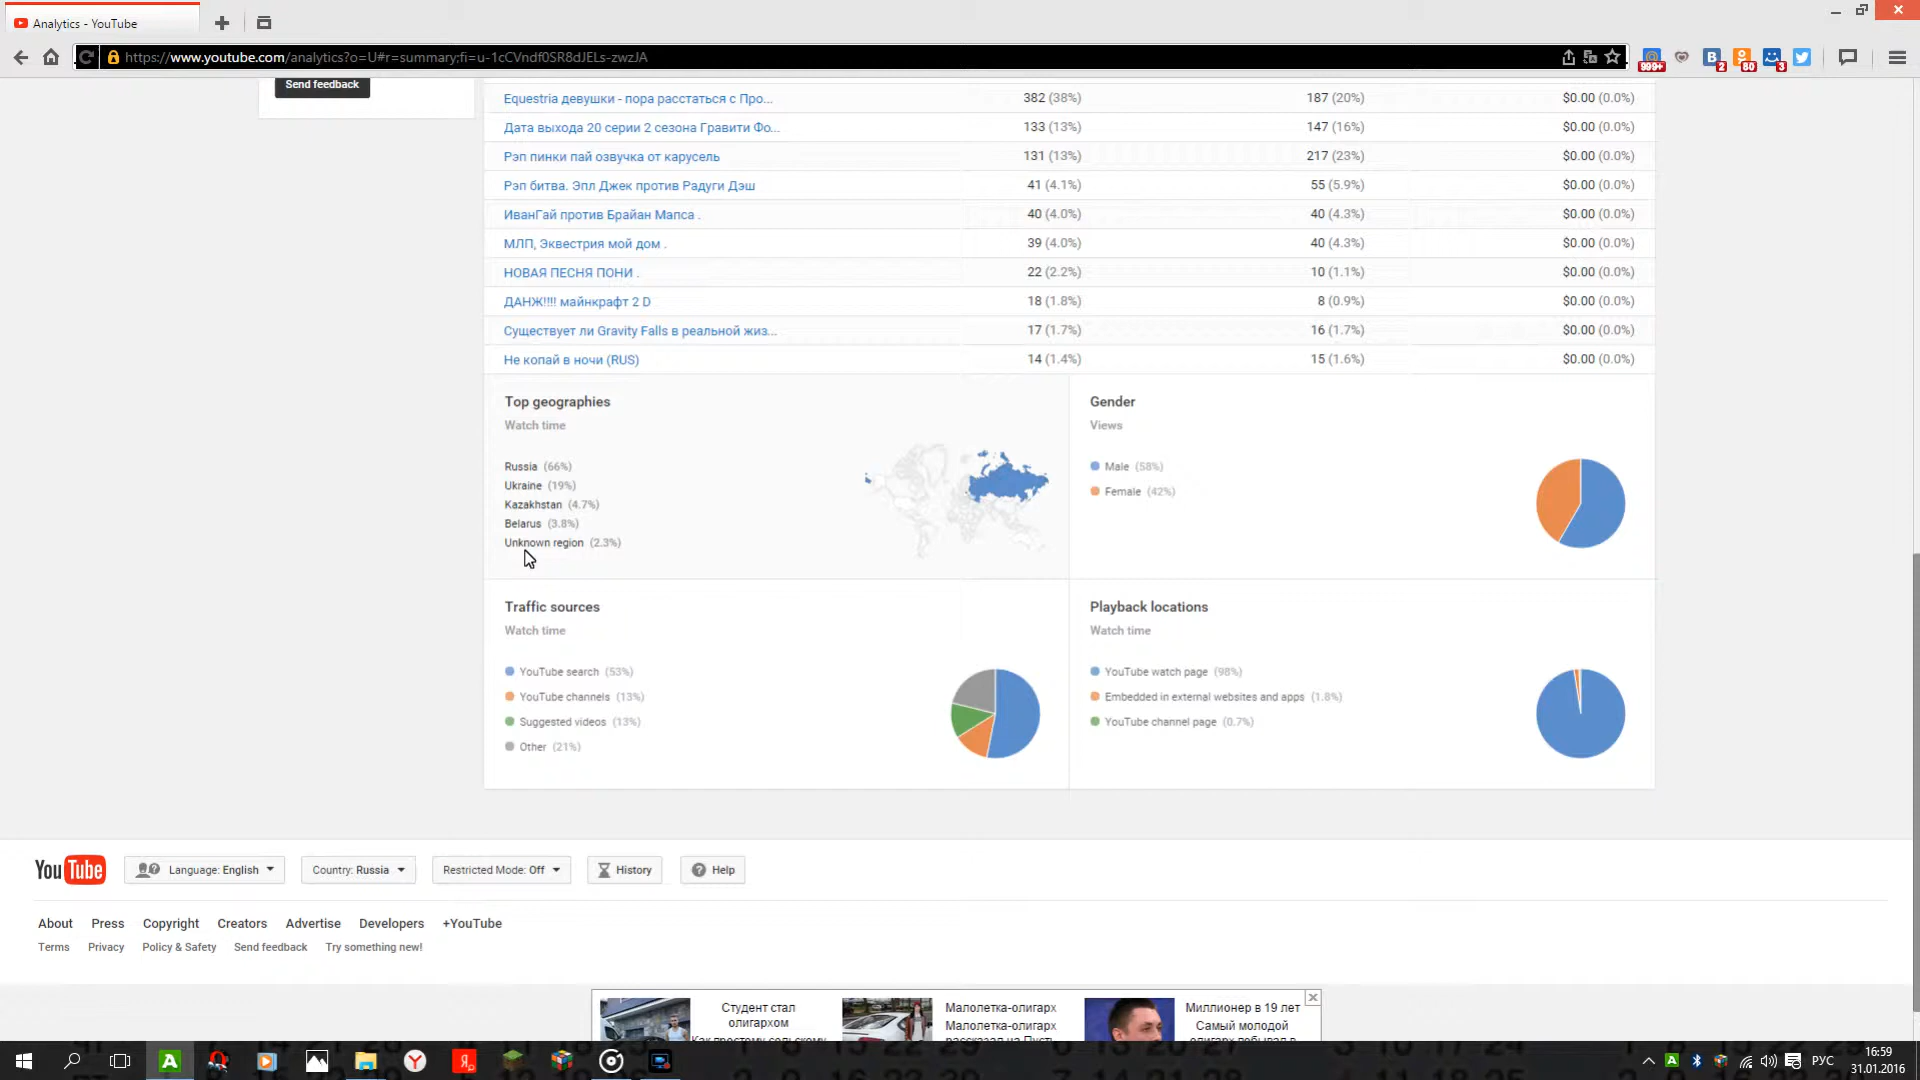 Analytics - YouTube
https://www.youtube.com/analytics?o=U#r=summary;fi=u-1cCVndf0SR8dJELs-zwzJA
999+
2
80
3
Send feedback
Equestria девушки - пора расстаться с Про... 382 (38%) 187 (20%) $0.00 (0.0%)
Дата выхода 20 серии 2 сезона Гравити Фо... 133 (13%) 147 (16%) $0.00 (0.0%)
Рэп пинки пай озвучка от карусель 131 (13%) 217 (23%) $0.00 (0.0%)
Рэп битва. Эпл Джек против Радуги Дэш 41 (4.1%) 55 (5.9%) $0.00 (0.0%)
ИванГай против Брайан Мапса . 40 (4.0%) 40 (4.3%) $0.00 (0.0%)
МЛП, Эквестрия мой дом . 39 (4.0%) 40 (4.3%) $0.00 (0.0%)
НОВАЯ ПЕСНЯ ПОНИ . 22 (2.2%) 10 (1.1%) $0.00 (0.0%)
ДАНЖ!!!! майнкрафт 2 D 18 (1.8%) 8 (0.9%) $0.00 (0.0%)
Существует ли Gravity Falls в реальной жиз... 17 (1.7%) 16 (1.7%) $0.00 (0.0%)
Не копай в ночи (RUS) 14 (1.4%) 15 (1.6%) $0.00 (0.0%)
Top geographies
Watch time
Russia (66%)
Ukraine (19%)
Kazakhstan (4.7%)
Belarus (3.8%)
Unknown region (2.3%)
Gender
Views
Male (58%)
Female (42%)
Traffic sources
Watch time
YouTube search (53%)
YouTube channels (13%)
Suggested videos (13%)
Other (21%)
Playback locations
Watch time
YouTube watch page (98%)
Embedded in external websites and apps (1.8%)
YouTube channel page (0.7%)
YouTube
Language: English
Country: Russia
Restricted Mode: Off
History
Help
About Press Copyright Creators Advertise Developers +YouTube
Terms Privacy Policy & Safety Send feedback Try something new!
Студент стал
олигархом
Как простому сельскому
Малолетка-олигарх
Малолетка-олигарх
рассказал на Пусть
Миллионер в 19 лет
Самый молодой
олигарх побывал в
РУС
16:59
31.01.2016